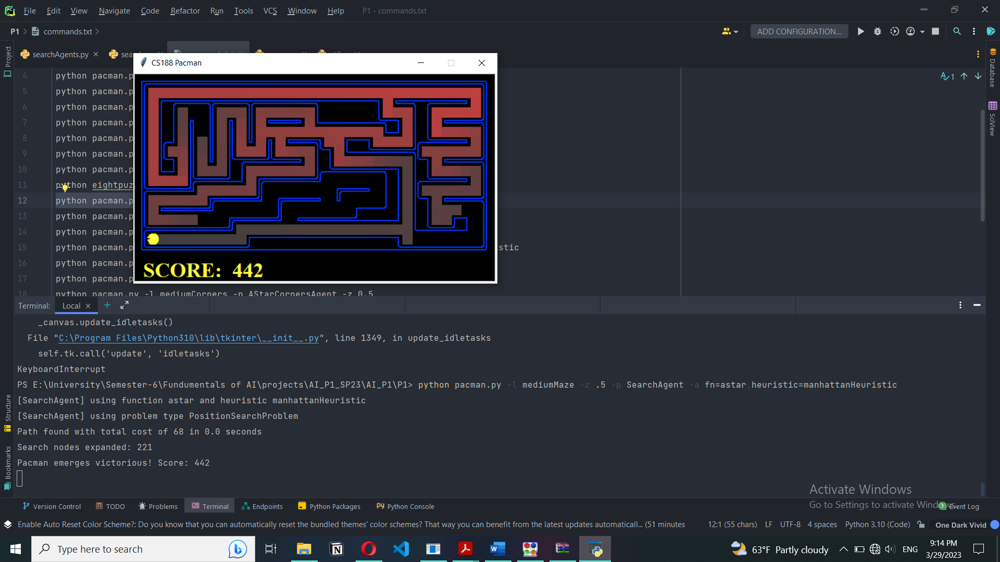 File Edit View Navigate Code Refactor Run Tools VCS Window Help P1 - commands.txt
P1 commands.txt ADD CONFIGURATION...
Project
searchAgents.py
CS188 Pacman
Database
SciView
4 python pacman.p
5 python pacman.p
6 python pacman.p
7 python pacman.p
8 python pacman.p
9 python pacman.p
10 python pacman.p
11 python eightpuz
12 python pacman.p
13 python pacman.p
14 python pacman.p
15 python pacman.p stic
16 python pacman.p
17 python pacman.p
18 python pacman.py -l mediumCorners -p AStarCornersAgent -z 0.5
1
SCORE: 442
Terminal: Local
_canvas.update_idletasks()
File "C:\Program Files\Python310\lib\tkinter\__init__.py", line 1349, in update_idletasks
self.tk.call('update', 'idletasks')
KeyboardInterrupt
PS E:\University\Semester-6\Fundumentals of AI\projects\AI_P1_SP23\AI_P1\P1> python pacman.py -l mediumMaze -z .5 -p SearchAgent -a fn=astar,heuristic=manhattanHeuristic
[SearchAgent] using function astar and heuristic manhattanHeuristic
[SearchAgent] using problem type PositionSearchProblem
Path found with total cost of 68 in 0.0 seconds
Search nodes expanded: 221
Pacman emerges victorious! Score: 442
Structure
Bookmarks
Activate Windows
Go to Settings to activate Windows.
Version Control TODO Problems Terminal Endpoints Python Packages Python Console 3 Event Log
Enable Auto Reset Color Scheme?: Do you know that you can automatically reset the bundled themes' color schemes? That way you can benefit from the latest updates automaticall... (51 minutes 12:1 (55 chars) LF UTF-8 4 spaces Python 3.10 (Code) One Dark Vivid
Type here to search 63°F Partly cloudy ENG 9:14 PM
3/29/2023